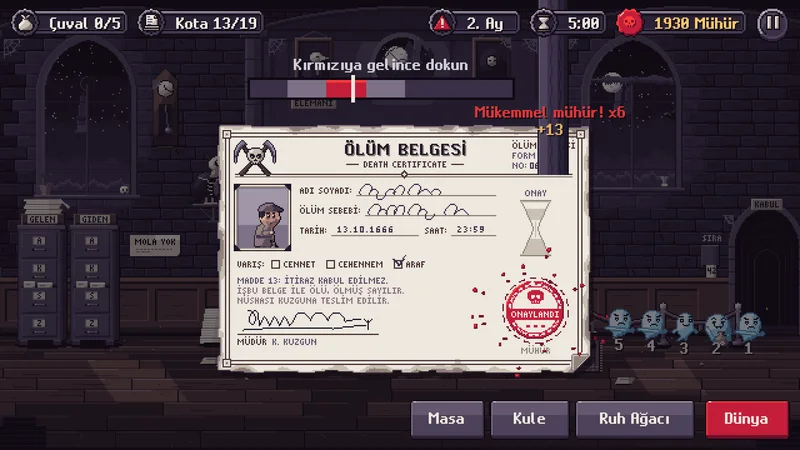 Çuval 0/5
Kota 13/19
2. Ay
5:00
1930 Mühür
Kırmızıya gelince dokun
ELEMANI
Mükemmel mühür! x6
+13
ÖLÜM BELGESİ
DEATH CERTIFICATE
FORM
NO:
ADI SOYADI:
ONAY
ÖLÜM SEBEBİ:
TARİH: 13.10.1666 SAAT: 23:59
VARIŞ: CENNET CEHENNEM ARAF
MADDE 13: İTİRAZ KABUL EDİLMEZ.
İŞBU BELGE İLE ÖLÜ, ÖLMÜŞ SAYILIR.
NÜSHASI KUZGUNA TESLİM EDİLİR.
ONAYLANDI
MÜDÜR K. KUZGUN
MÜHÜR
GELEN
GİDEN
A
A
K
K
S
S
Z
Z
MOLA YOK
KABUL
SIRA
42
5 4 3 2 1
Masa
Kule
Ruh Ağacı
Dünya